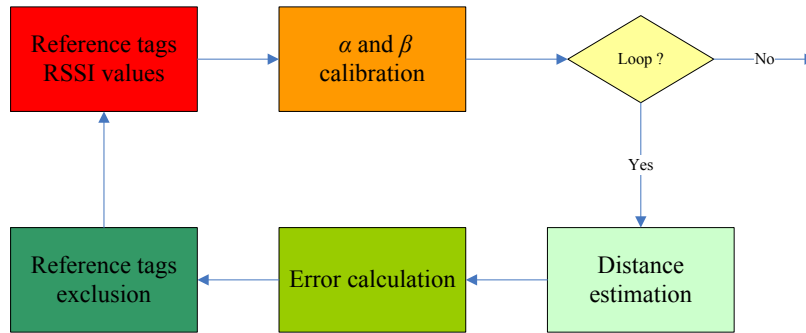 Reference tags
RSSI values
α and β
calibration
Loop ?
No
Yes
Reference tags
exclusion
Error calculation
Distance
estimation